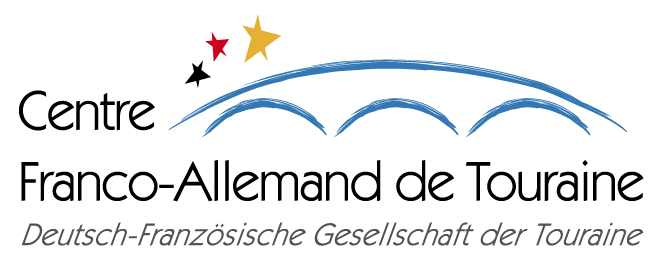 Centre
Franco-Allemand de Touraine
Deutsch-Französische Gesellschaft der Touraine